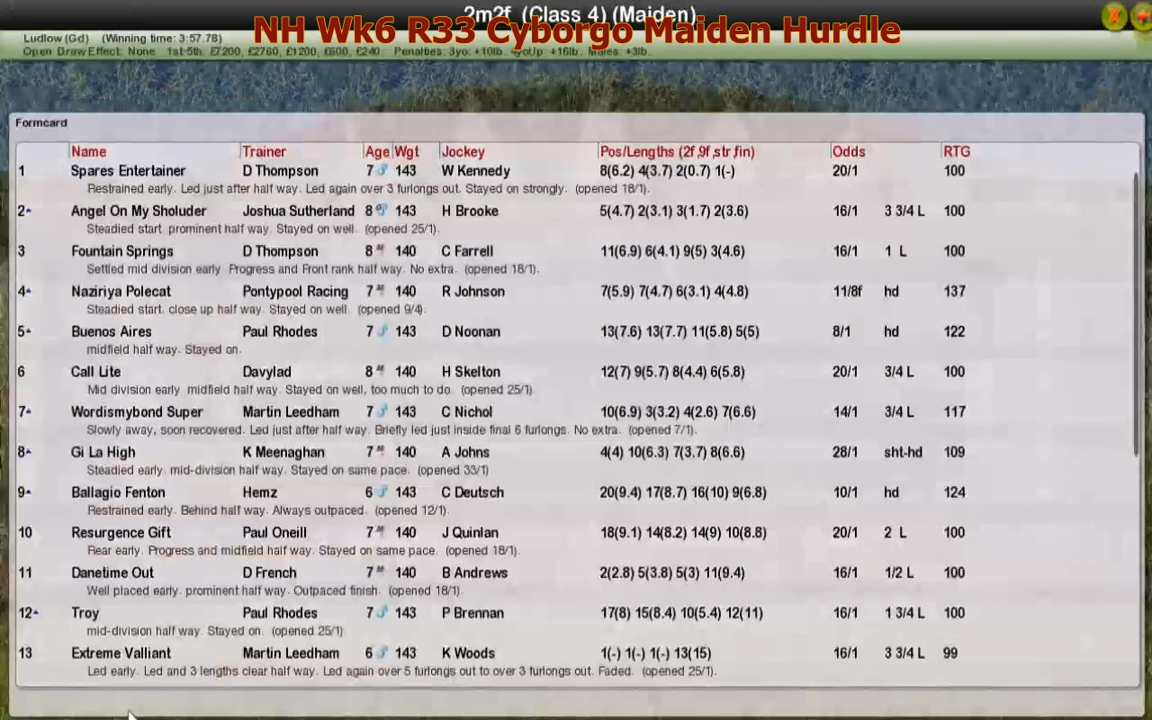 2m2f, (Class 4) (Maiden)
NH Wk6 R33 Cyborgo Maiden Hurdle
Ludlow (Gd) (Winning time: 3:57.78)
Open Draw Effect: None. 1st-5th. £7200, £2760, £1200, £600, £240. Penalties: 3yo: +10lb. 4yoUp +16lb. Mares: +3lb.
Formcard
Name Trainer Age Wgt Jockey Pos/Lengths (2f,9f,str,fin) Odds RTG
1 Spares Entertainer D Thompson 7 143 W Kennedy 8(6.2) 4(3.7) 2(0.7) 1(-) 20/1 100
Restrained early. Led just after half way. Led again over 3 furlongs out. Stayed on strongly. (opened 18/1).
2 Angel On My Sholuder Joshua Sutherland 8 143 H Brooke 5(4.7) 2(3.1) 3(1.7) 2(3.6) 16/1 3 3/4 L 100
Steadied start. prominent half way. Stayed on well. (opened 25/1).
3 Fountain Springs D Thompson 8 140 C Farrell 11(6.9) 6(4.1) 9(5) 3(4.6) 16/1 1 L 100
Settled mid division early. Progress and Front rank half way. No extra. (opened 18/1).
4 Naziriya Polecat Pontypool Racing 7 140 R Johnson 7(5.9) 7(4.7) 6(3.1) 4(4.8) 11/8f hd 137
Steadied start. close up half way. Stayed on well. (opened 9/4).
5 Buenos Aires Paul Rhodes 7 143 D Noonan 13(7.6) 13(7.7) 11(5.8) 5(5) 8/1 hd 122
midfield half way. Stayed on.
6 Call Lite Davylad 8 140 H Skelton 12(7) 9(5.7) 8(4.4) 6(5.8) 20/1 3/4 L 100
Mid division early. midfield half way. Stayed on well, too much to do. (opened 25/1).
7 Wordismybond Super Martin Leedham 7 143 C Nichol 10(6.9) 3(3.2) 4(2.6) 7(6.6) 14/1 3/4 L 117
Slowly away, soon recovered. Led just after half way. Briefly led just inside final 6 furlongs. No extra. (opened 7/1).
8 Gi La High K Meenaghan 7 140 A Johns 4(4) 10(6.3) 7(3.7) 8(6.6) 28/1 sht-hd 109
Steadied early. mid-division half way. Stayed on same pace. (opened 33/1)
9 Ballagio Fenton Hemz 6 143 C Deutsch 20(9.4) 17(8.7) 16(10) 9(6.8) 10/1 hd 124
Restrained early. Behind half way. Always outpaced. (opened 12/1).
10 Resurgence Gift Paul Oneill 7 140 J Quinlan 18(9.1) 14(8.2) 14(9) 10(8.8) 20/1 2 L 100
Rear early. Progress and midfield half way. Stayed on same pace. (opened 18/1).
11 Danetime Out D French 7 140 B Andrews 2(2.8) 5(3.8) 5(3) 11(9.4) 16/1 1/2 L 100
Well placed early. prominent half way. Outpaced finish. (opened 18/1).
12 Troy Paul Rhodes 7 143 P Brennan 17(8) 15(8.4) 10(5.4) 12(11) 16/1 1 3/4 L 100
mid-division half way. Stayed on. (opened 25/1)
13 Extreme Valliant Martin Leedham 6 143 K Woods 1(-) 1(-) 1(-) 13(15) 16/1 3 3/4 L 99
Led early. Led and 3 lengths clear half way. Led again over 5 furlongs out to over 3 furlongs out. Faded. (opened 25/1).